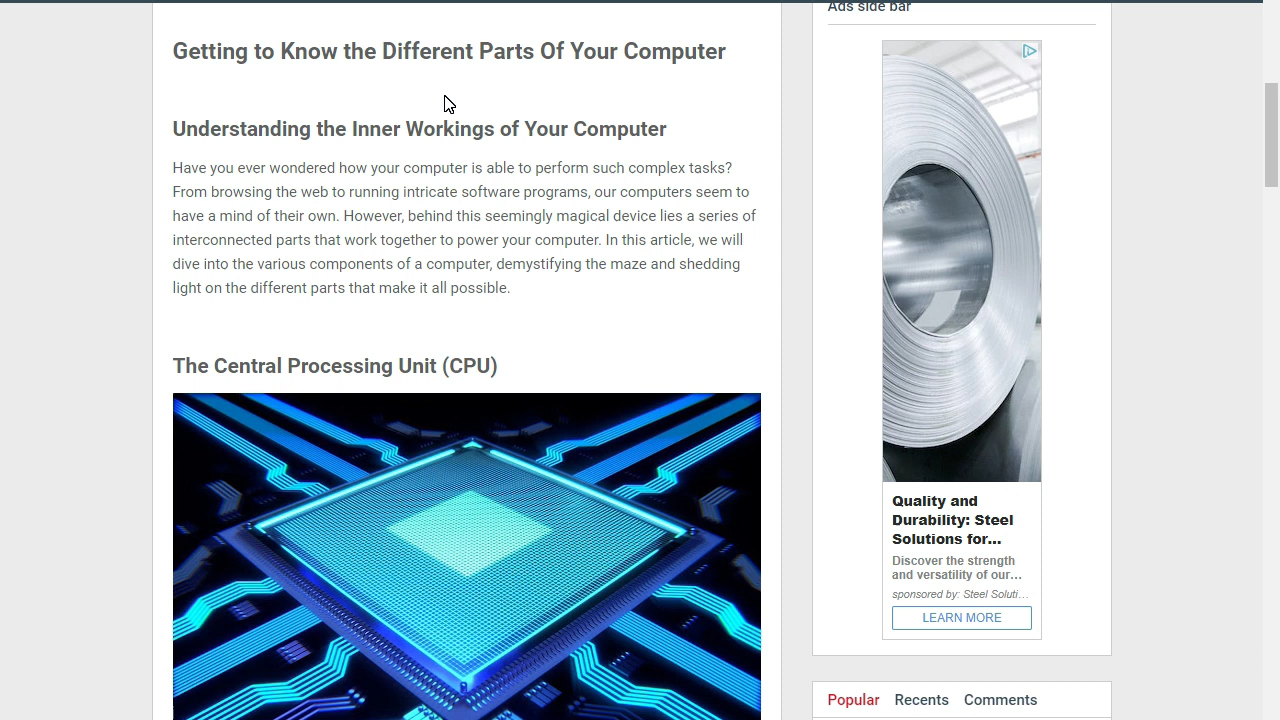 Ads side bar
Getting to Know the Different Parts Of Your Computer
Understanding the Inner Workings of Your Computer
Have you ever wondered how your computer is able to perform such complex tasks?
From browsing the web to running intricate software programs, our computers seem to
have a mind of their own. However, behind this seemingly magical device lies a series of
interconnected parts that work together to power your computer. In this article, we will
dive into the various components of a computer, demystifying the maze and shedding
light on the different parts that make it all possible.
The Central Processing Unit (CPU)
Quality and
Durability: Steel
Solutions for...
Discover the strength
and versatility of our...
sponsored by: Steel Soluti...
LEARN MORE
Popular Recents Comments